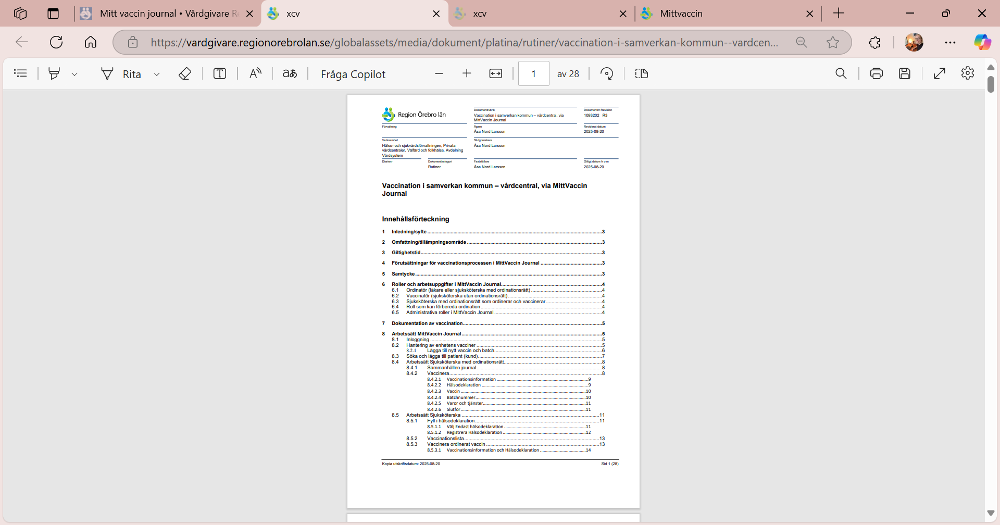 Mitt vaccin journal • Vårdgivare R
xcv
xcv
Mittvaccin
https://vardgivare.regionorebrolan.se/globalassets/media/dokument/platina/rutiner/vaccination-i-samverkan-kommun--vardcen...
Rita
aあ
Fråga Copilot
1 av 28
Region Örebro län
Dokumentrubrik
Vaccination i samverkan kommun – vårdcentral, via
MittVaccin Journal
Dokumentnr Revision
1093202 R3
Förvaltning
Ägare
Åsa Nord Larsson
Reviderat datum
2025-08-20
Verksamhet
Hälso- och sjukvårdsförvaltningen, Privata
vårdcentraler, Välfärd och folkhälsa, Avdelning
Vårdsystem
Slutgranskare
Åsa Nord Larsson
Diarienr
Dokumentkategori
Rutiner
Fastställare
Åsa Nord Larsson
Giltigt datum fr o m
2025-08-20
Vaccination i samverkan kommun – vårdcentral, via MittVaccin
Journal
Innehållsförteckning
1 Inledning/syfte 3
2 Omfattning/tillämpningsområde 3
3 Giltighetstid 3
4 Förutsättningar för vaccinationsprocessen i MittVaccin Journal 3
5 Samtycke 3
6 Roller och arbetsuppgifter i MittVaccin Journal 4
6.1 Ordinatör (läkare eller sjuksköterska med ordinationsrätt) 4
6.2 Vaccinatör (sjuksköterska utan ordinationsrätt) 4
6.3 Sjuksköterska med ordinationsrätt som ordinerar och vaccinerar 4
6.4 Roll som kan förbereda ordination 4
6.5 Administrativa roller i MittVaccin Journal 4
7 Dokumentation av vaccination 5
8 Arbetssätt MittVaccin Journal 5
8.1 Inloggning 5
8.2 Hantering av enhetens vacciner 5
8.2.1 Lägga till nytt vaccin och batch 6
8.3 Söka och lägga till patient (kund) 7
8.4 Arbetssätt Sjuksköterska med ordinationsrätt 8
8.4.1 Sammanhållen journal 8
8.4.2 Vaccinera 8
8.4.2.1 Vaccinationsinformation 9
8.4.2.2 Hälsodeklaration 9
8.4.2.3 Vaccin 10
8.4.2.4 Batchnummer 10
8.4.2.5 Varor och tjänster 11
8.4.2.6 Slutför 11
8.5 Arbetssätt Sjuksköterska 11
8.5.1 Fyll i hälsodeklaration 11
8.5.1.1 Välj Endast hälsodeklaration 11
8.5.1.2 Registrera Hälsodeklaration 12
8.5.2 Vaccinationslista 13
8.5.3 Vaccinera ordinerat vaccin 13
8.5.3.1 Vaccinationsinformation och Hälsodeklaration 14
Kopia utskriftsdatum: 2025-08-20
Sid 1 (28)